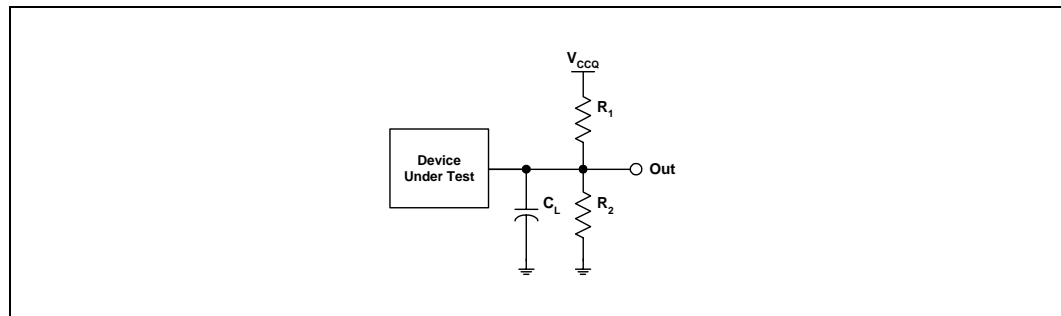 V_CCQ
R_1
Device
Under Test
Out
C_L
R_2